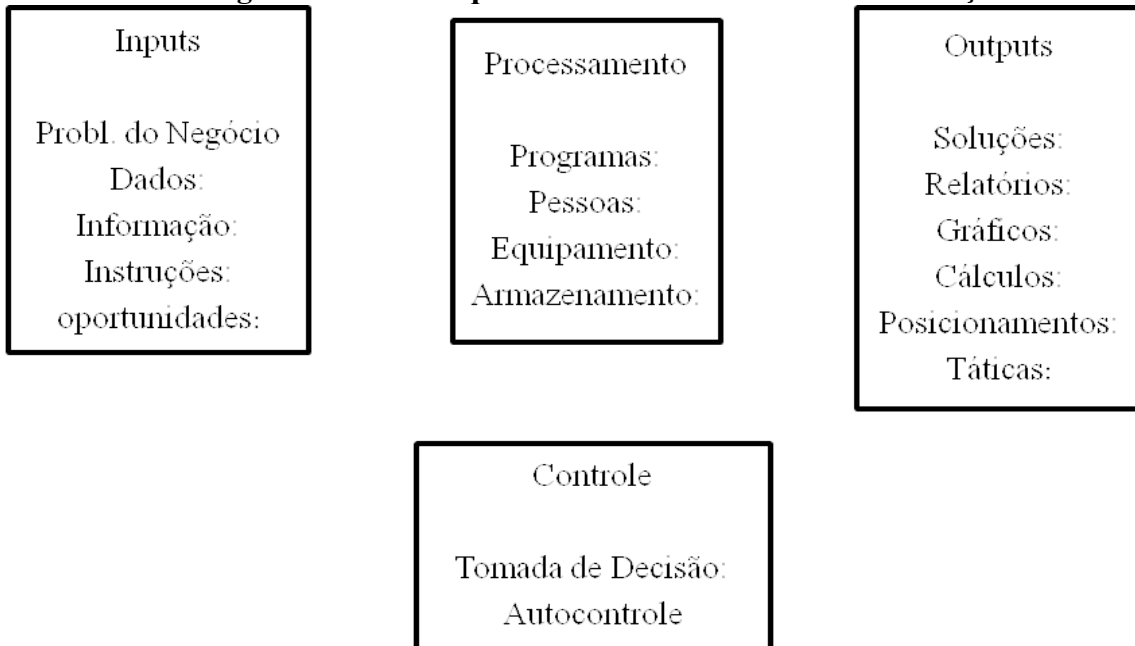 Inputs
Probl. do Negócio
Dados:
Informação:
Instruções:
oportunidades:
Processamento
Programas:
Pessoas:
Equipamento:
Armazenamento:
Outputs
Soluções:
Relatórios:
Gráficos:
Cálculos:
Posicionamentos:
Táticas:
Controle
Tomada de Decisão:
Autocontrole